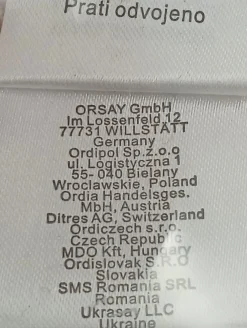 Prati odvojeno
ORSAY GmbH
Im Lossenfeld 12
77731 WILLSTÄTT
Germany
Ordipol Sp.z.o.o
ul. Logistyczna 1
55- 040 Bielany
Wroclawskie, Poland
Ordia Handelsges.
MbH, Austria
Ditres AG, Switzerland
Ordiczech s.r.o.
Czech Republic
MDO Kft, Hungary
Ordislovak S.R.O
Slovakia
SMS Romania SRL
Romania
Ukrasay LLC
Ukraine